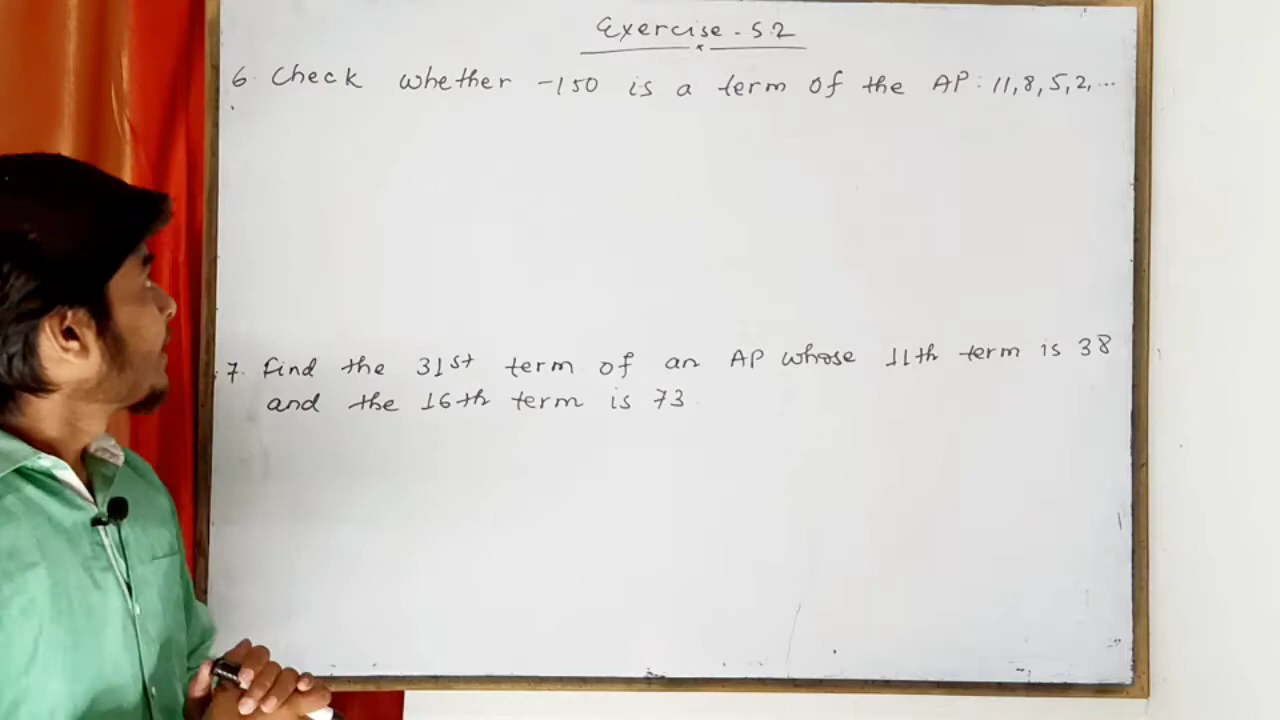 Exercise - 5.2
6. Check whether -150 is a term of the AP: 11, 8, 5, 2, ...
7. Find the 31st term of an AP whose 11th term is 38
and the 16th term is 73